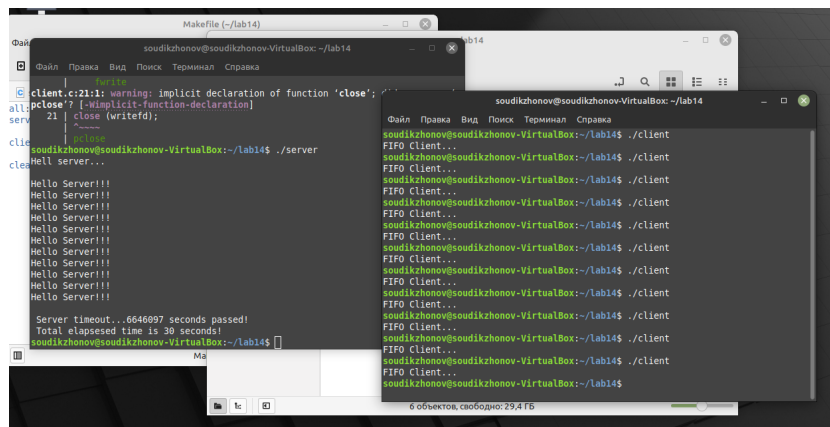 Makefile (~/lab14)
ab14
Фай
soudikzhonov@soudikzhonov-VirtualBox: ~/lab14
Файл Правка Вид Поиск Терминал Справка
| fwrite
client.c:21:1: warning: implicit declaration of function ‘close’;
pclose’? [-Wimplicit-function-declaration]
21 | close (writefd);
| ^~~~~
| pclose
soudikzhonov@soudikzhonov-VirtualBox:~/lab14$ ./server
Hell server...
Hello Server!!!
Hello Server!!!
Hello Server!!!
Hello Server!!!
Hello Server!!!
Hello Server!!!
Hello Server!!!
Hello Server!!!
Hello Server!!!
Hello Server!!!
Hello Server!!!
Server timeout...6646097 seconds passed!
Total elapsesed time is 30 seconds!
soudikzhonov@soudikzhonov-VirtualBox:~/lab14$
all:
serv
clie
clea
Ma
soudikzhonov@soudikzhonov-VirtualBox: ~/lab14
Файл Правка Вид Поиск Терминал Справка
soudikzhonov@soudikzhonov-VirtualBox:~/lab14$ ./client
FIFO Client...
soudikzhonov@soudikzhonov-VirtualBox:~/lab14$ ./client
FIFO Client...
soudikzhonov@soudikzhonov-VirtualBox:~/lab14$ ./client
FIFO Client...
soudikzhonov@soudikzhonov-VirtualBox:~/lab14$ ./client
FIFO Client...
soudikzhonov@soudikzhonov-VirtualBox:~/lab14$ ./client
FIFO Client...
soudikzhonov@soudikzhonov-VirtualBox:~/lab14$ ./client
FIFO Client...
soudikzhonov@soudikzhonov-VirtualBox:~/lab14$ ./client
FIFO Client...
soudikzhonov@soudikzhonov-VirtualBox:~/lab14$ ./client
FIFO Client...
soudikzhonov@soudikzhonov-VirtualBox:~/lab14$ ./client
FIFO Client...
soudikzhonov@soudikzhonov-VirtualBox:~/lab14$ ./client
FIFO Client...
soudikzhonov@soudikzhonov-VirtualBox:~/lab14$ ./client
FIFO Client...
soudikzhonov@soudikzhonov-VirtualBox:~/lab14$
6 объектов, свободно: 29,4 ГБ